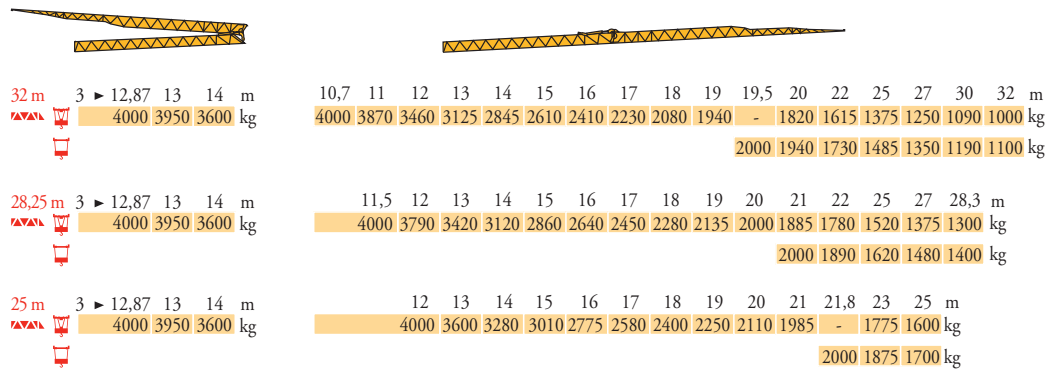 32 m 3 ► 12,87 13 14 m 10,7 11 12 13 14 15 16 17 18 19 19,5 20 22 25 27 30 32 m
4000 3950 3600 kg 4000 3870 3460 3125 2845 2610 2410 2230 2080 1940 - 1820 1615 1375 1250 1090 1000 kg
2000 1940 1730 1485 1350 1190 1100 kg
28,25 m 3 ► 12,87 13 14 m 11,5 12 13 14 15 16 17 18 19 20 21 22 25 27 28,3 m
4000 3950 3600 kg 4000 3790 3420 3120 2860 2640 2450 2280 2135 2000 1885 1780 1520 1375 1300 kg
2000 1890 1620 1480 1400 kg
25 m 3 ► 12,87 13 14 m 12 13 14 15 16 17 18 19 20 21 21,8 23 25 m
4000 3950 3600 kg 4000 3600 3280 3010 2775 2580 2400 2250 2110 1985 - 1775 1600 kg
2000 1875 1700 kg